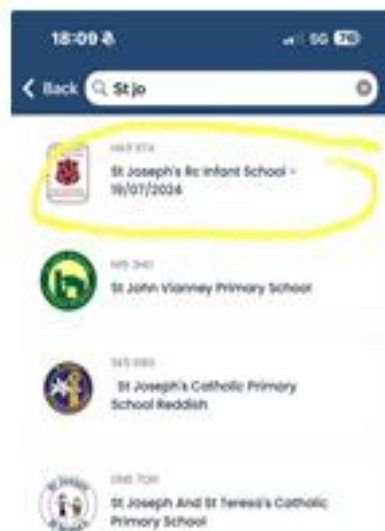 18:09
5G 76
Back
St jo
St Joseph's Rc Infant School -
19/07/2024
St John Vianney Primary School
St Joseph's Catholic Primary
School Reddish
St Joseph And St Teresa's Catholic
Primary School